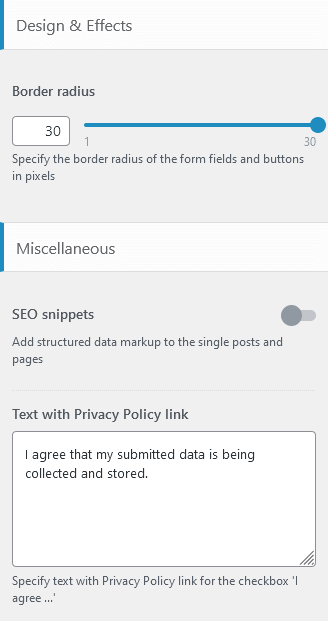 Design & Effects
Border radius
30
1
30
Specify the border radius of the form fields and buttons
in pixels
Miscellaneous
SEO snippets
Add structured data markup to the single posts and
pages
Text with Privacy Policy link
I agree that my submitted data is being
collected and stored.
Specify text with Privacy Policy link for the checkbox 'I
agree ...'